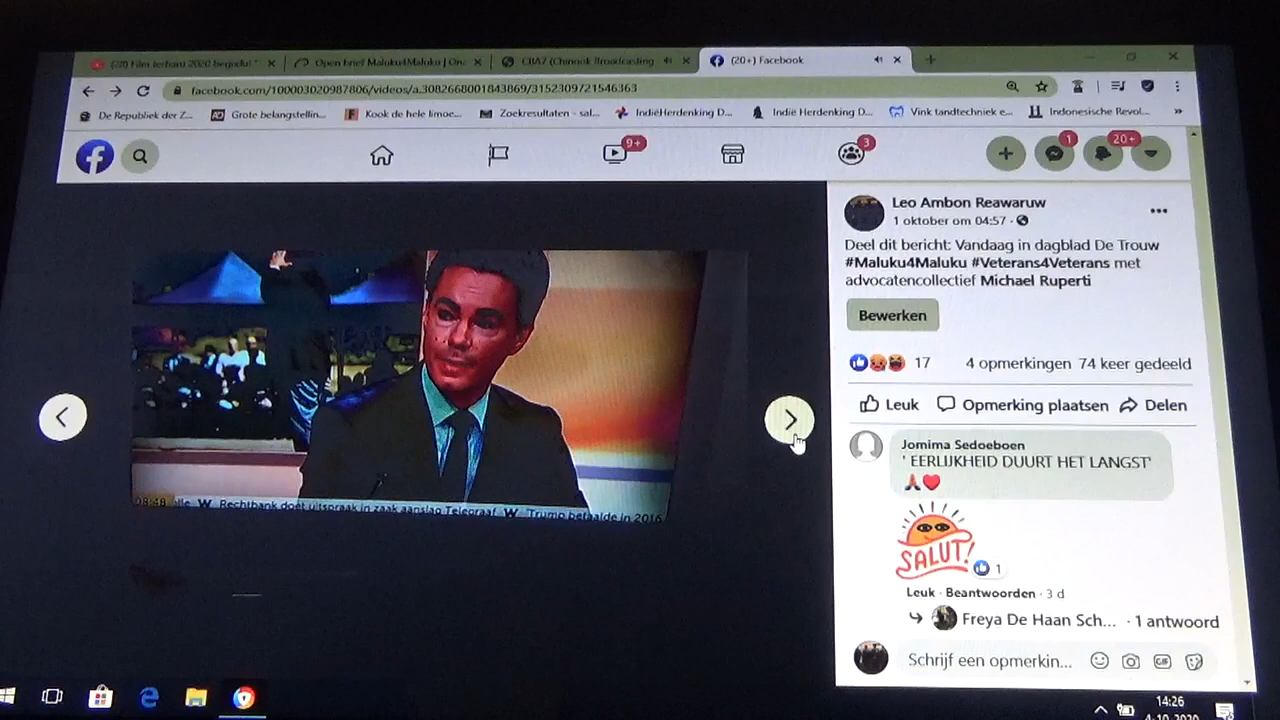 (20) Film terhard 2020 begeluf
Open brief Maluku4Maluku | On
CBA7 (Chinook Broadcasting
(20+) Facebook
facebook.com/100003020987806/videos/a.3082668001843869/3152309721546363
De Republiek der Z...
Grote belangstellin...
Kook de hele limoe...
Zoekresultaten - sal...
IndiëHerdenking D...
Indië Herdenking D...
Vink tandtechniek e...
Indonesische Revol...
9+
3
1
20+
Leo Ambon Reawaruw
1 oktober om 04:57
Deel dit bericht: Vandaag in dagblad De Trouw
#Maluku4Maluku #Veterans4Veterans met
advocatencollectief Michael Ruperti
Bewerken
17 4 opmerkingen 74 keer gedeeld
Leuk Opmerking plaatsen Delen
Jomima Sedoeboen
' EERLIJKHEID DUURT HET LANGST'
SALUT!
1
Leuk · Beantwoorden · 3 d
Freya De Haan Sch... · 1 antwoord
Schrijf een opmerkin...
GIF
08:48 elle W Rechtbank doet uitspraak in zaak aanslag Telegraaf W Trump betaalde in 2016
14:26
4-10-2020